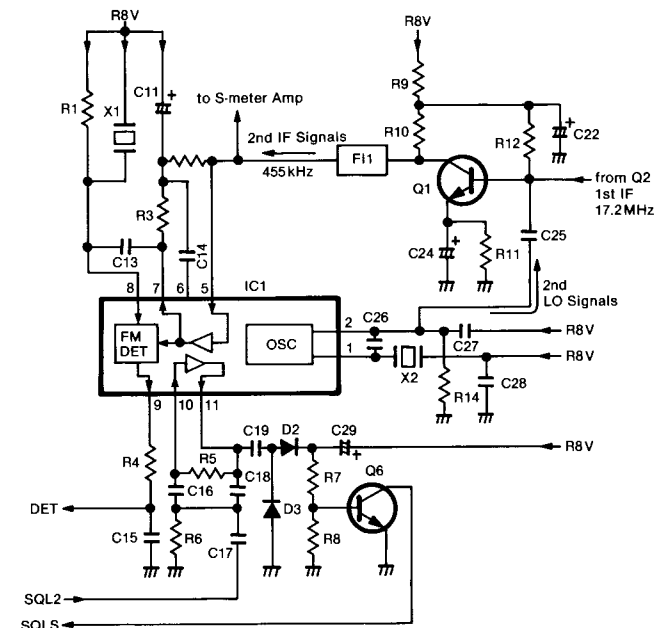 R8V
R8V
R1
X1
C11
to S-meter Amp
R9
R10
R12
C22
2nd IF Signals
455kHz
FI1
Q1
from Q2
1st IF
17.2MHz
R3
C14
C13
C24
R11
C25
8
7
6
5
IC1
2nd
LO Signals
FM
DET
OSC
2
C26
C27
R8V
1
X2
R8V
R14
C28
9
10
11
R4
R5
C19
D2
C29
R8V
C16
C18
R7
Q6
DET
C15
R6
C17
D3
R8
SQL2
SQLS